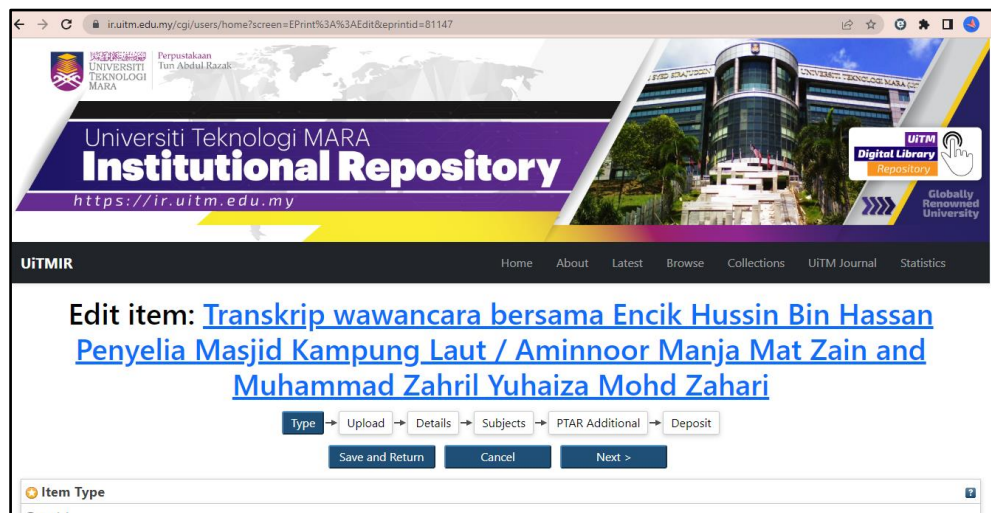 ir.uitm.edu.my/cgi/users/home?screen=EPrint%3A%3AEdit&eprintid=81147
UNIVERSITI
TEKNOLOGI
MARA
Perpustakaan
Tun Abdul Razak
UNIVERSITI TEKNOLOGI MARA
Universiti Teknologi MARA
Institutional Repository
https://ir.uitm.edu.my
UiTM
Digital Library
Repository
Globally
Renowned
University
UiTMIR
Home About Latest Browse Collections UiTM Journal Statistics
Edit item: Transkrip wawancara bersama Encik Hussin Bin Hassan
Penyelia Masjid Kampung Laut / Aminnoor Manja Mat Zain and
Muhammad Zahril Yuhaiza Mohd Zahari
Type → Upload → Details → Subjects → PTAR Additional → Deposit
Save and Return Cancel Next >
Item Type